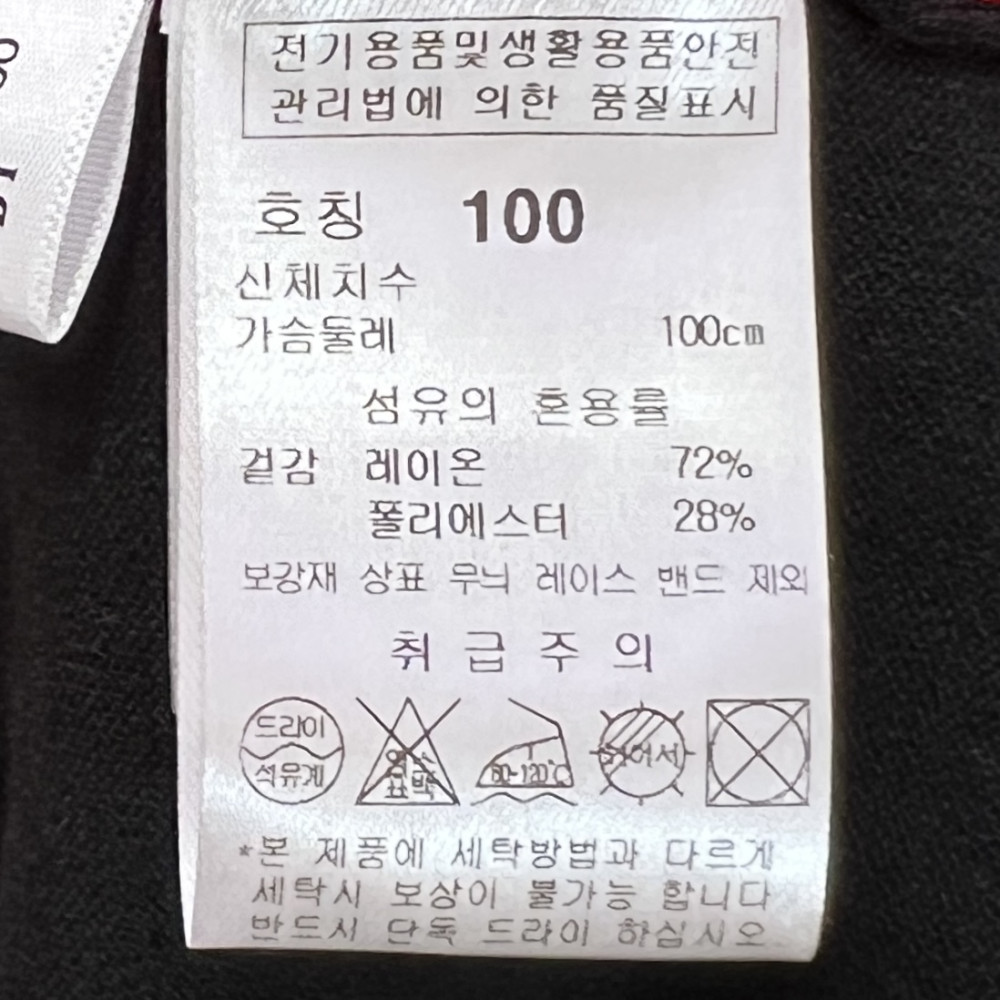 전기용품및생활용품안전
관리법에 의한 품질표시
호칭 100
신체치수
가슴둘레 100cm
섬유의 혼용률
겉감 레이온 72%
폴리에스터 28%
보강재 상표 무늬 레이스 밴드 제외
취급주의
드라이
석유계
염소
표백
80~120℃
뉘어서
*본 제품에 세탁방법과 다르게
세탁시 보상이 불가능 합니다
반드시 단독 드라이 하십시오